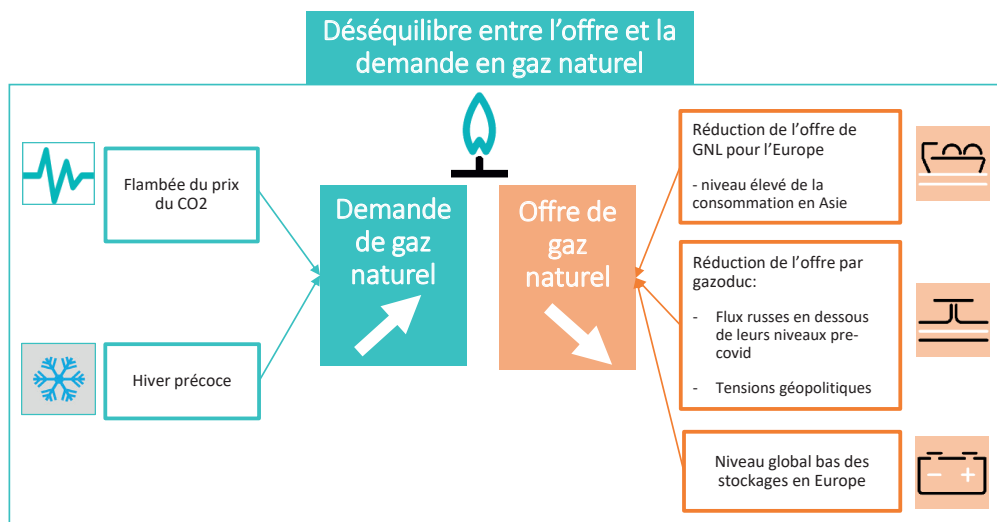 Déséquilibre entre l'offre et la
demande en gaz naturel
Flambée du prix
du CO2
Hiver précoce
Demande
de gaz
naturel
Offre de
gaz
naturel
Réduction de l'offre de
GNL pour l'Europe
- niveau élevé de la
consommation en Asie
Réduction de l'offre par
gazoduc:
- Flux russes en dessous
de leurs niveaux pre-
covid
- Tensions géopolitiques
Niveau global bas des
stockages en Europe